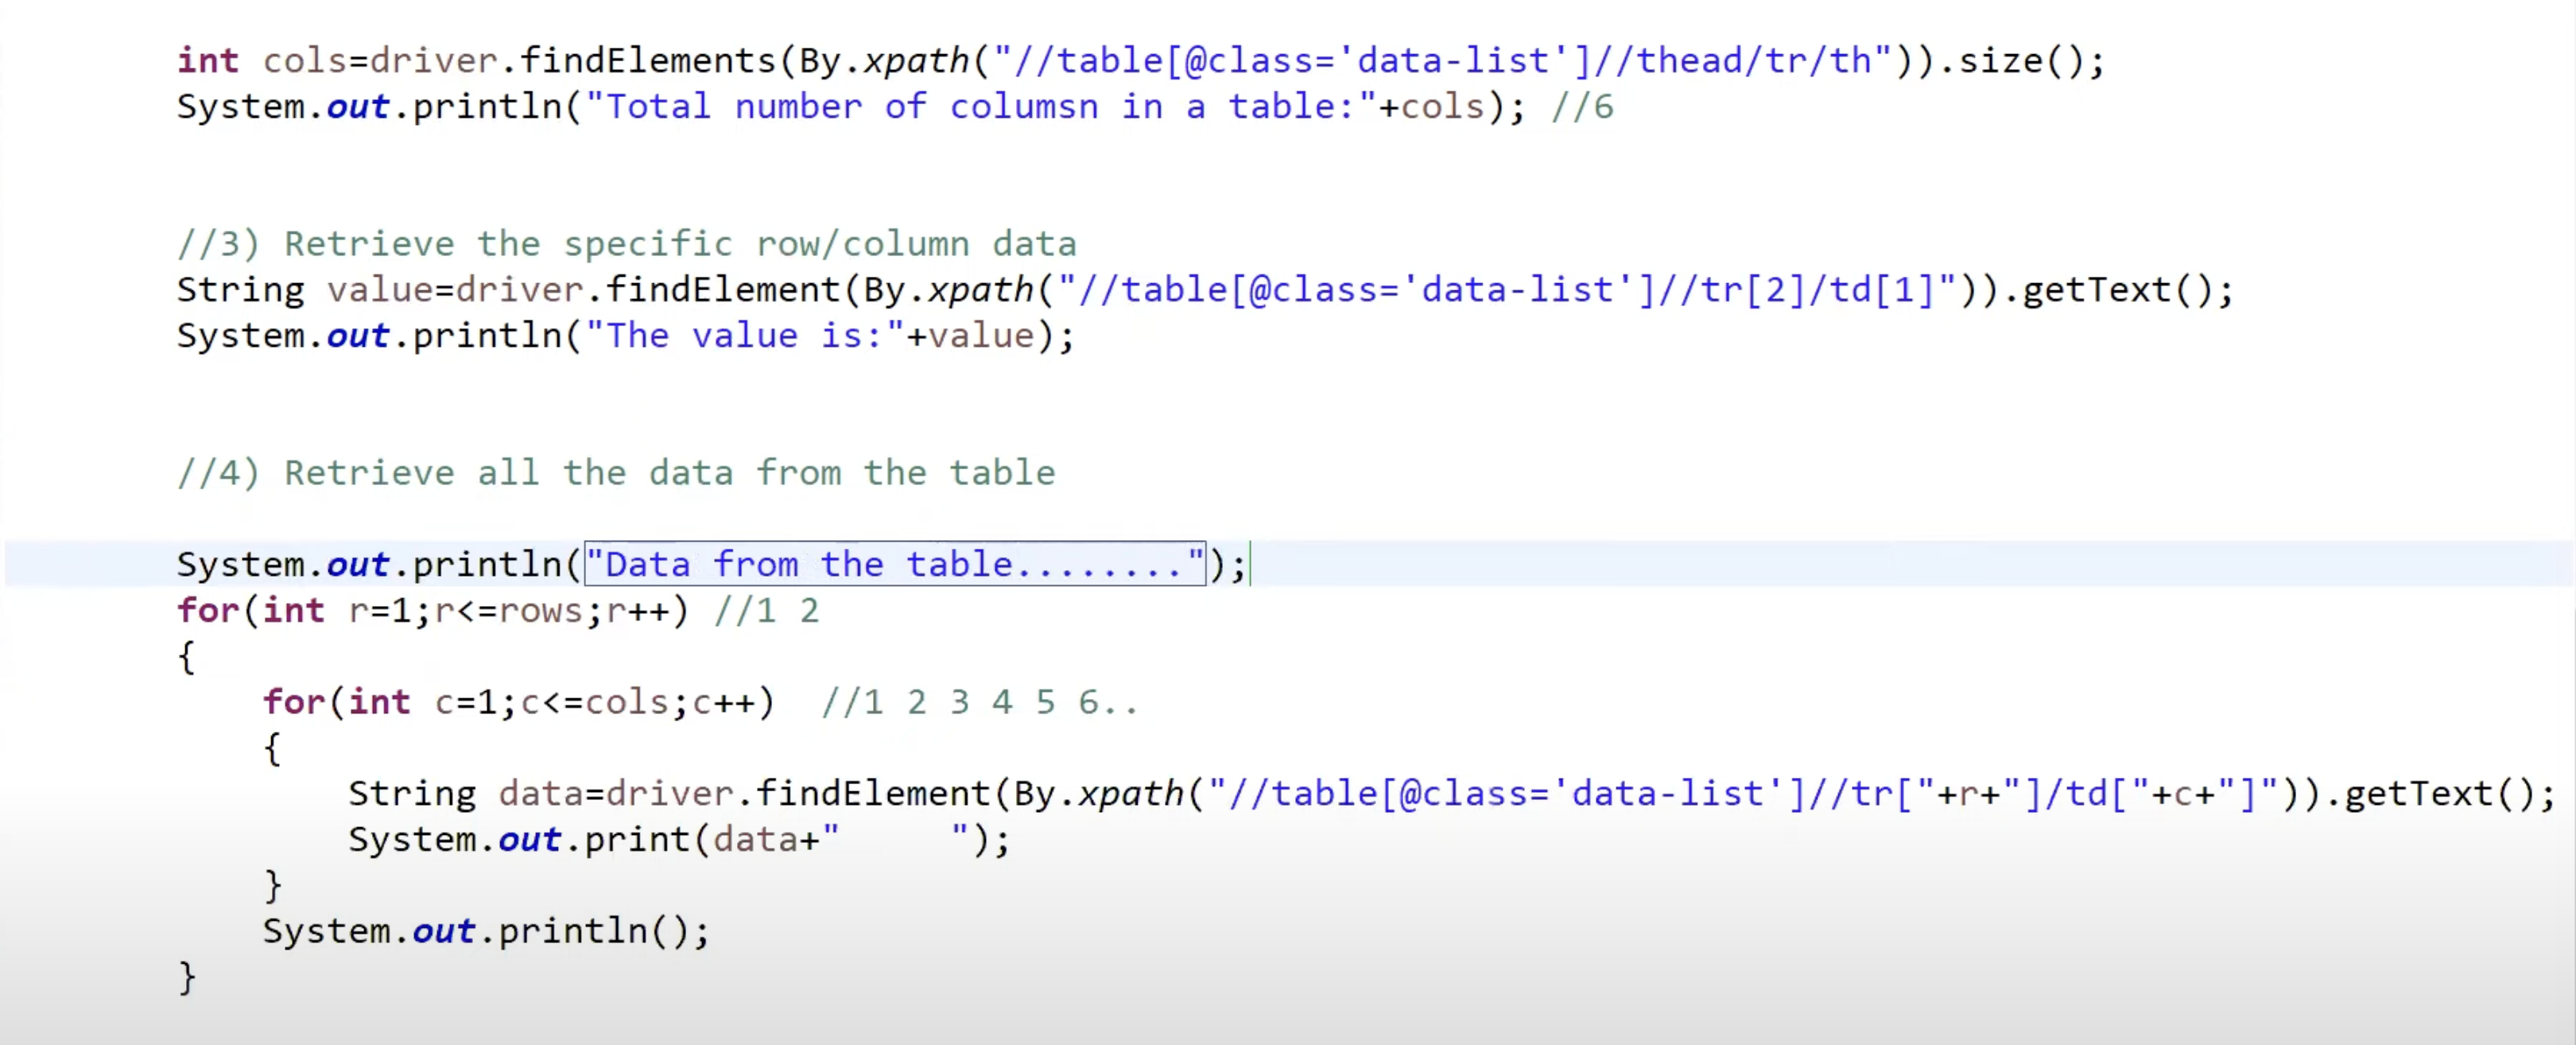 int cols=driver.findElements(By.xpath("//table[@class='data-list']//thead/tr/th")).size();
System.out.println("Total number of columsn in a table:"+cols); //6
//3) Retrieve the specific row/column data
String value=driver.findElement(By.xpath("//table[@class='data-list']//tr[2]/td[1]")).getText();
System.out.println("The value is:"+value);
//4) Retrieve all the data from the table
System.out.println("Data from the table........");
for(int r=1;r<=rows;r++) //1 2
{
for(int c=1;c<=cols;c++)  //1 2 3 4 5 6..
{
String data=driver.findElement(By.xpath("//table[@class='data-list']//tr["+r+"]/td["+c+"]")).getText();
System.out.print(data+"     ");
}
System.out.println();
}